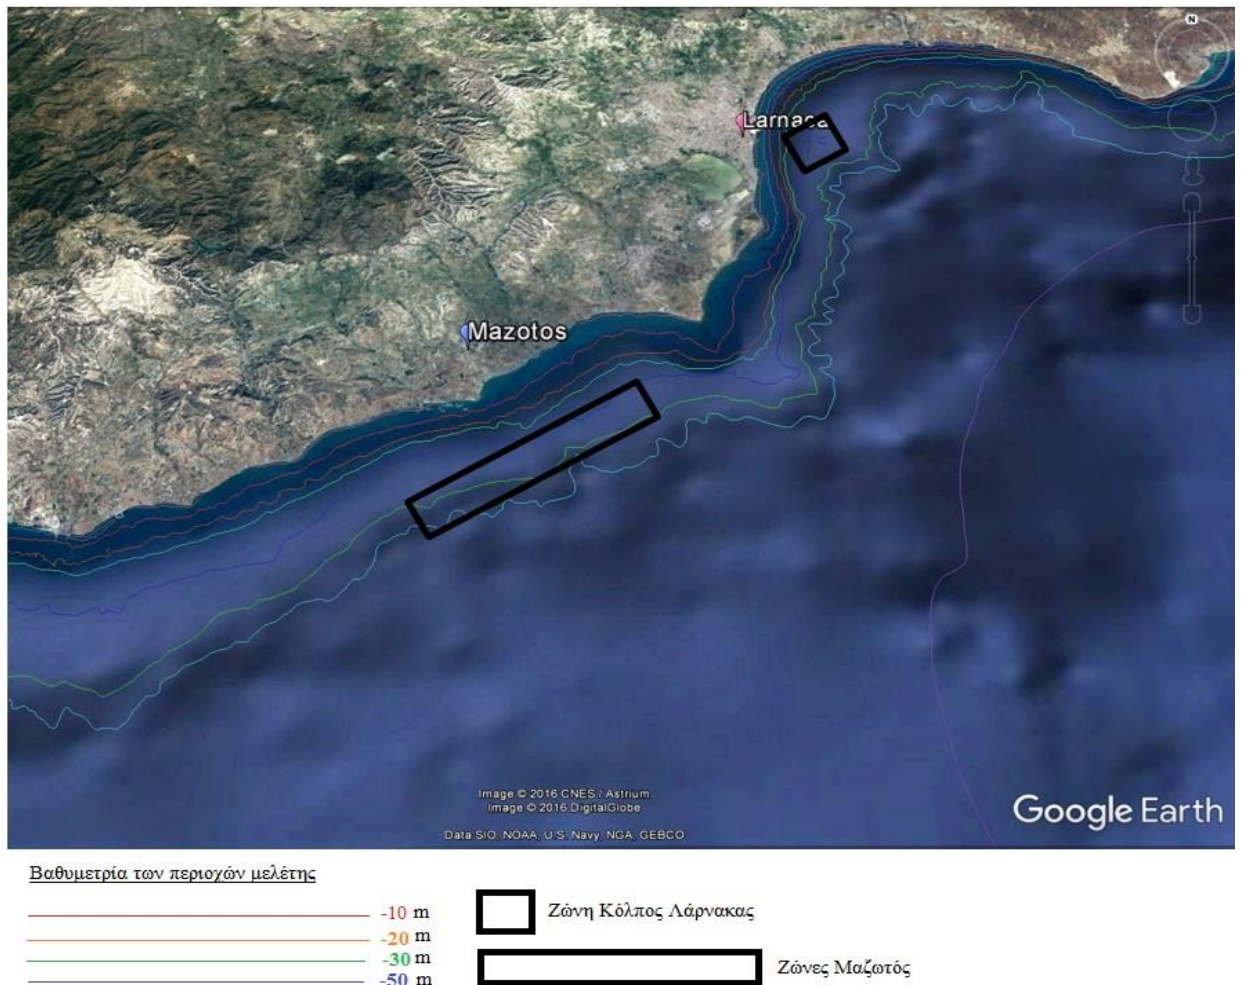 N
Larnaca
Mazotos
Image © 2016 CNES / Astrium
Image © 2016 DigitalGlobe
Data SIO, NOAA, U.S. Navy, NGA, GEBCO
Google Earth
Βαθυμετρία των περιοχών μελέτης
-10 m
-20 m
-30 m
-50 m
Ζώνη Κόλπος Λάρνακας
Ζώνες Μαζωτός